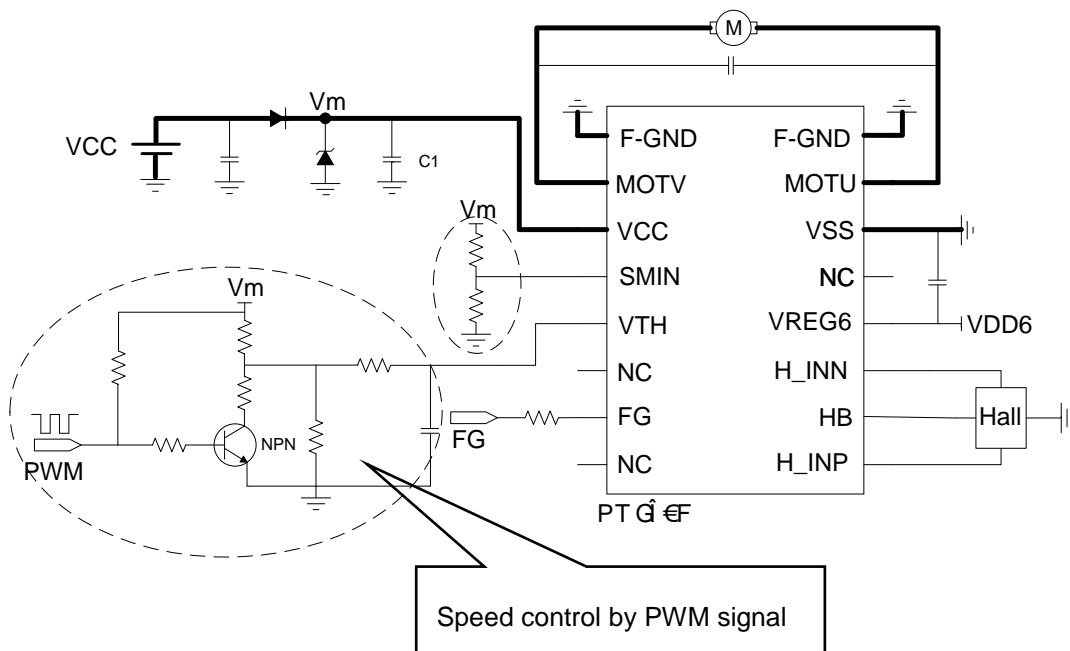 M
Vm
VCC
C1
F-GND
F-GND
MOTV
MOTU
VCC
VSS
Vm
SMIN
NC
Vm
VTH
VREG6
VDD6
NC
H_INN
FG
HB
Hall
FG
NPN
PWM
NC
H_INP
PT
Speed control by PWM signal